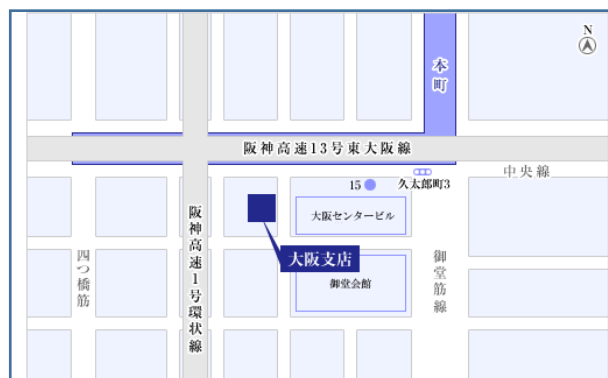 N
本町
阪神高速13号東大阪線
中央線
15
久太郎町3
大阪センタービル
阪神高速1号環状線
大阪支店
四つ橋筋
御堂会館
御堂筋線